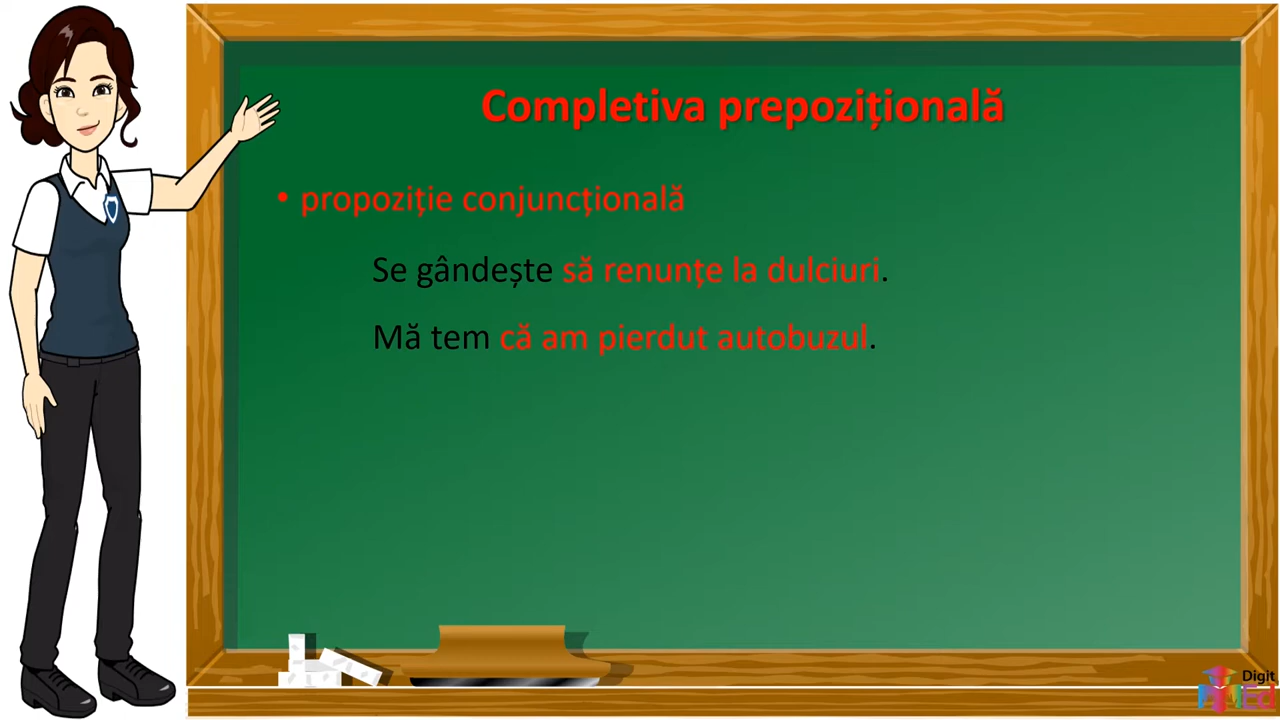 Completiva prepozițională
• propoziție conjuncțională
Se gândește să renunțe la dulciuri.
Mă tem că am pierdut autobuzul.
Digit